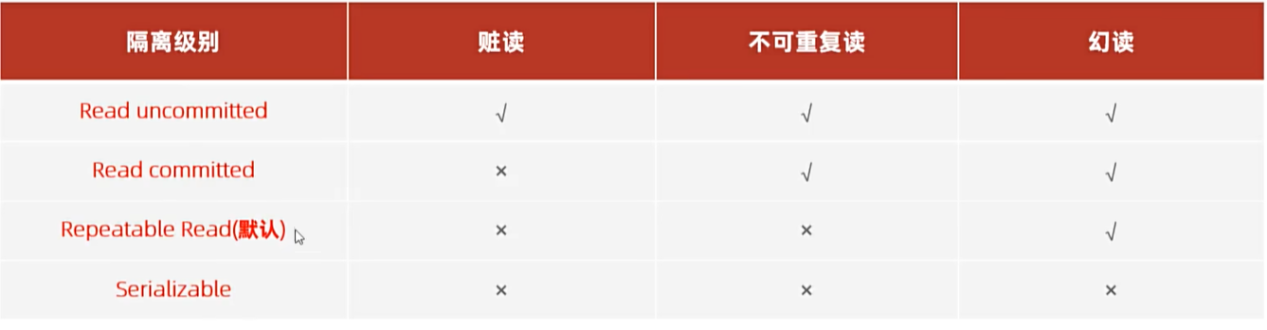 隔离级别 脏读 不可重复读 幻读
Read uncommitted √ √ √
Read committed × √ √
Repeatable Read(默认) × × √
Serializable × × ×